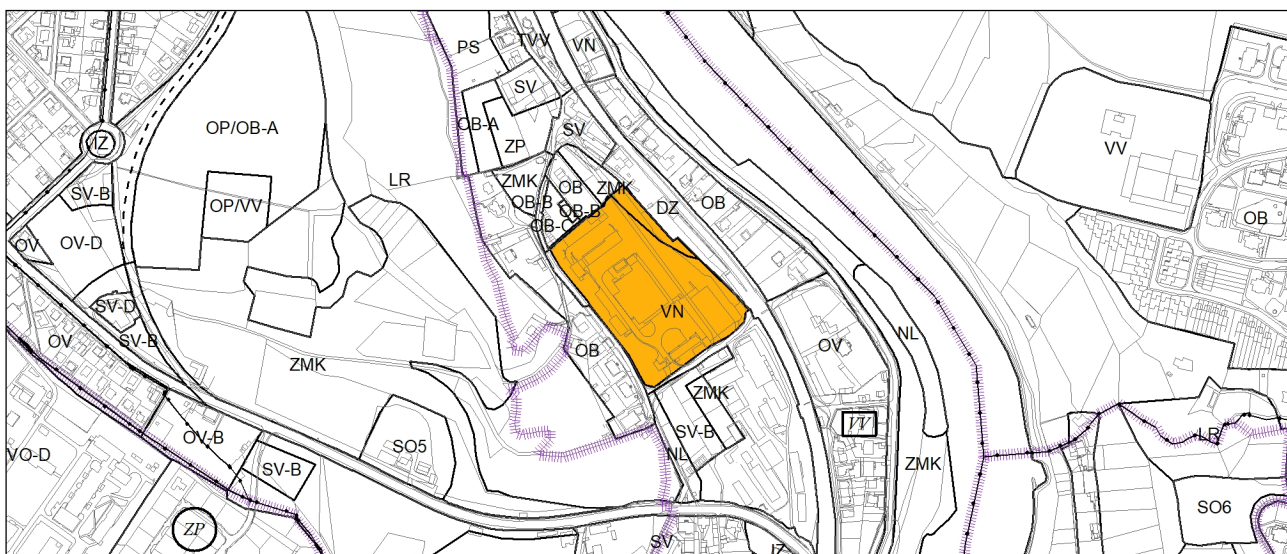 PS
TVV
VN
SV
OB-A
ZP
SV
OP/OB-A
IZ
VV
LR
ZMK
OB
ZMK
OB-B
OB-B
OB-C
DZ
OB
OP/VV
SV-B
OV
OV-D
OB
SV-D
SV-B
OV
VN
OB
OV
NL
ZMK
ZMK
VV
OV-B
SO5
SV-B
VO-D
SV-B
NL
ZMK
LR
SO6
ZP
SV
IZ